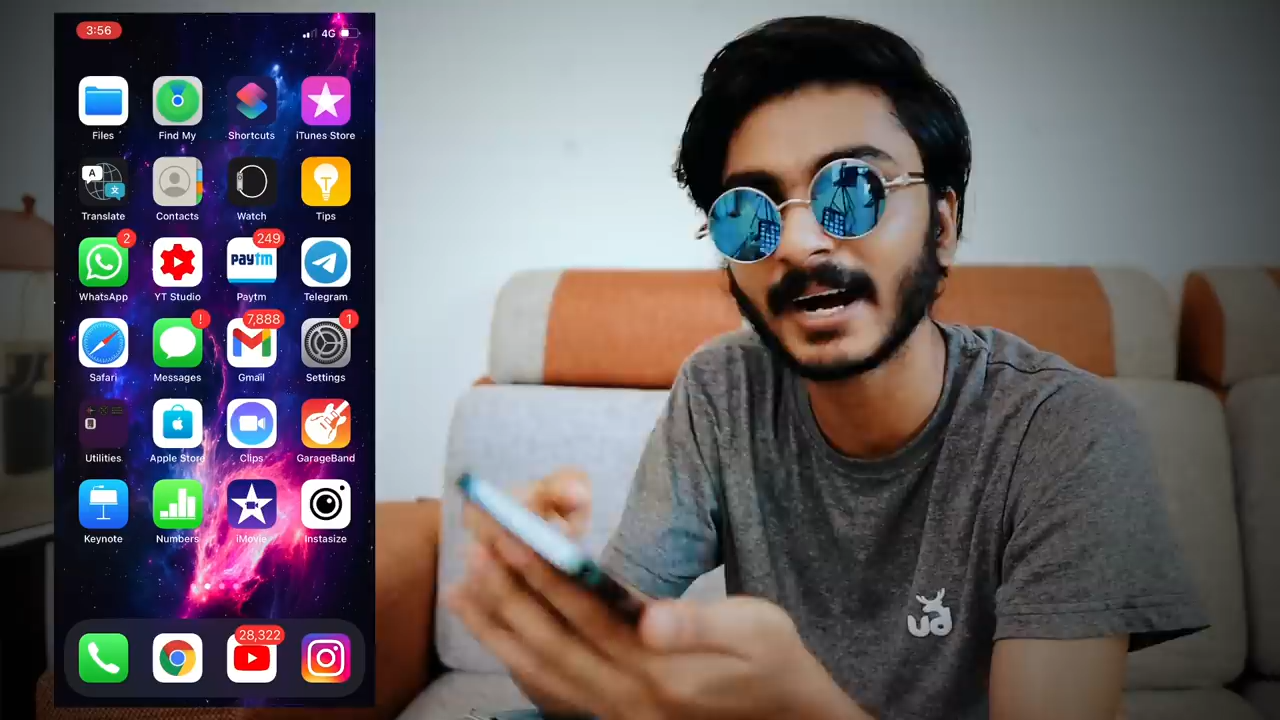 3:56
4G
Files
Find My
Shortcuts
iTunes Store
A
文
Translate
Contacts
Watch
Tips
2
249
paytm
WhatsApp
YT Studio
Paytm
Telegram
!
7,888
1
Safari
Messages
Gmail
Settings
Utilities
Apple Store
Clips
GarageBand
Keynote
Numbers
iMovie
Instasize
28,322
ua